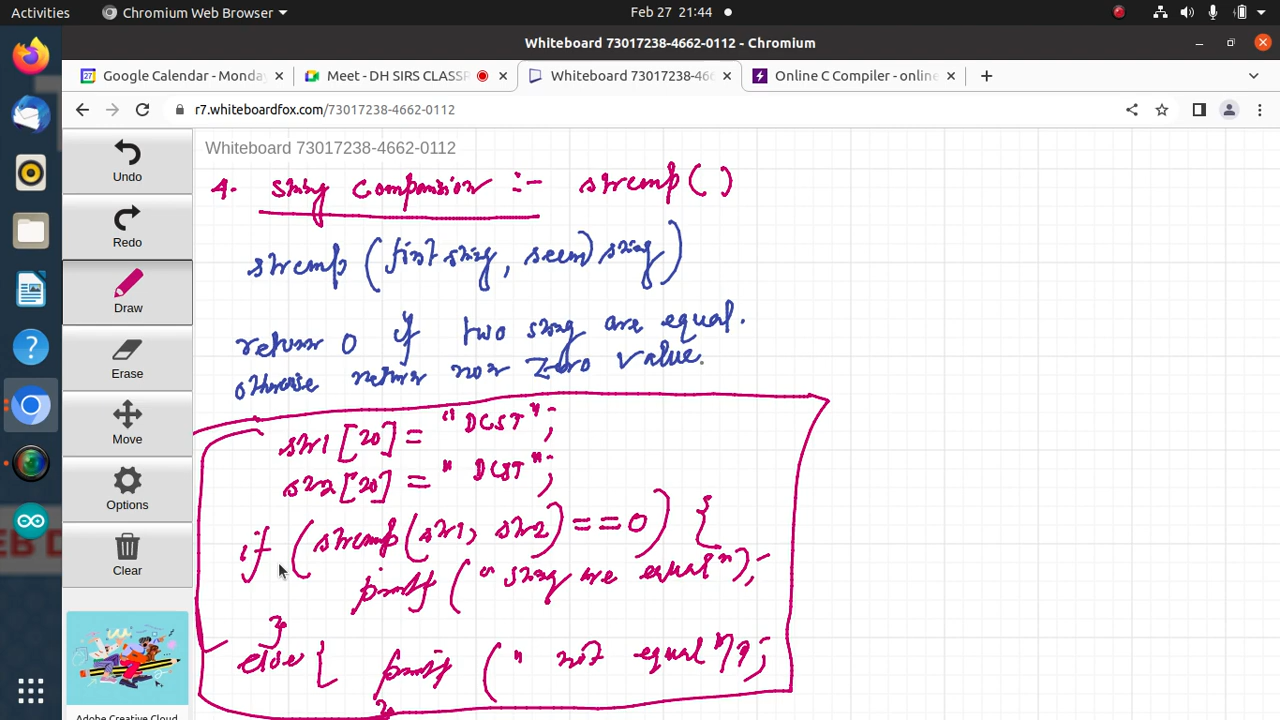 Activities Chromium Web Browser Feb 27 21:44
Whiteboard 73017238-4662-0112 - Chromium
27 Google Calendar - Monda Meet - DH SIRS CLASSR Whiteboard 73017238-466 Online C Compiler - online
r7.whiteboardfox.com/73017238-4662-0112
Whiteboard 73017238-4662-0112
Undo
Redo
Draw
Erase
Move
Options
Clear
Adobe Creative Cloud
4. String Comparision :- strcmp()
strcmp (first string, second string)
return 0 if two string are equal.
otherwise return non zero value.
str1 [20] = "DCST";
str2 [20] = "DCST";
if (strcmp(str1, str2) == 0) {
printf ("string are equal");
}
else { printf ("not equal");
}